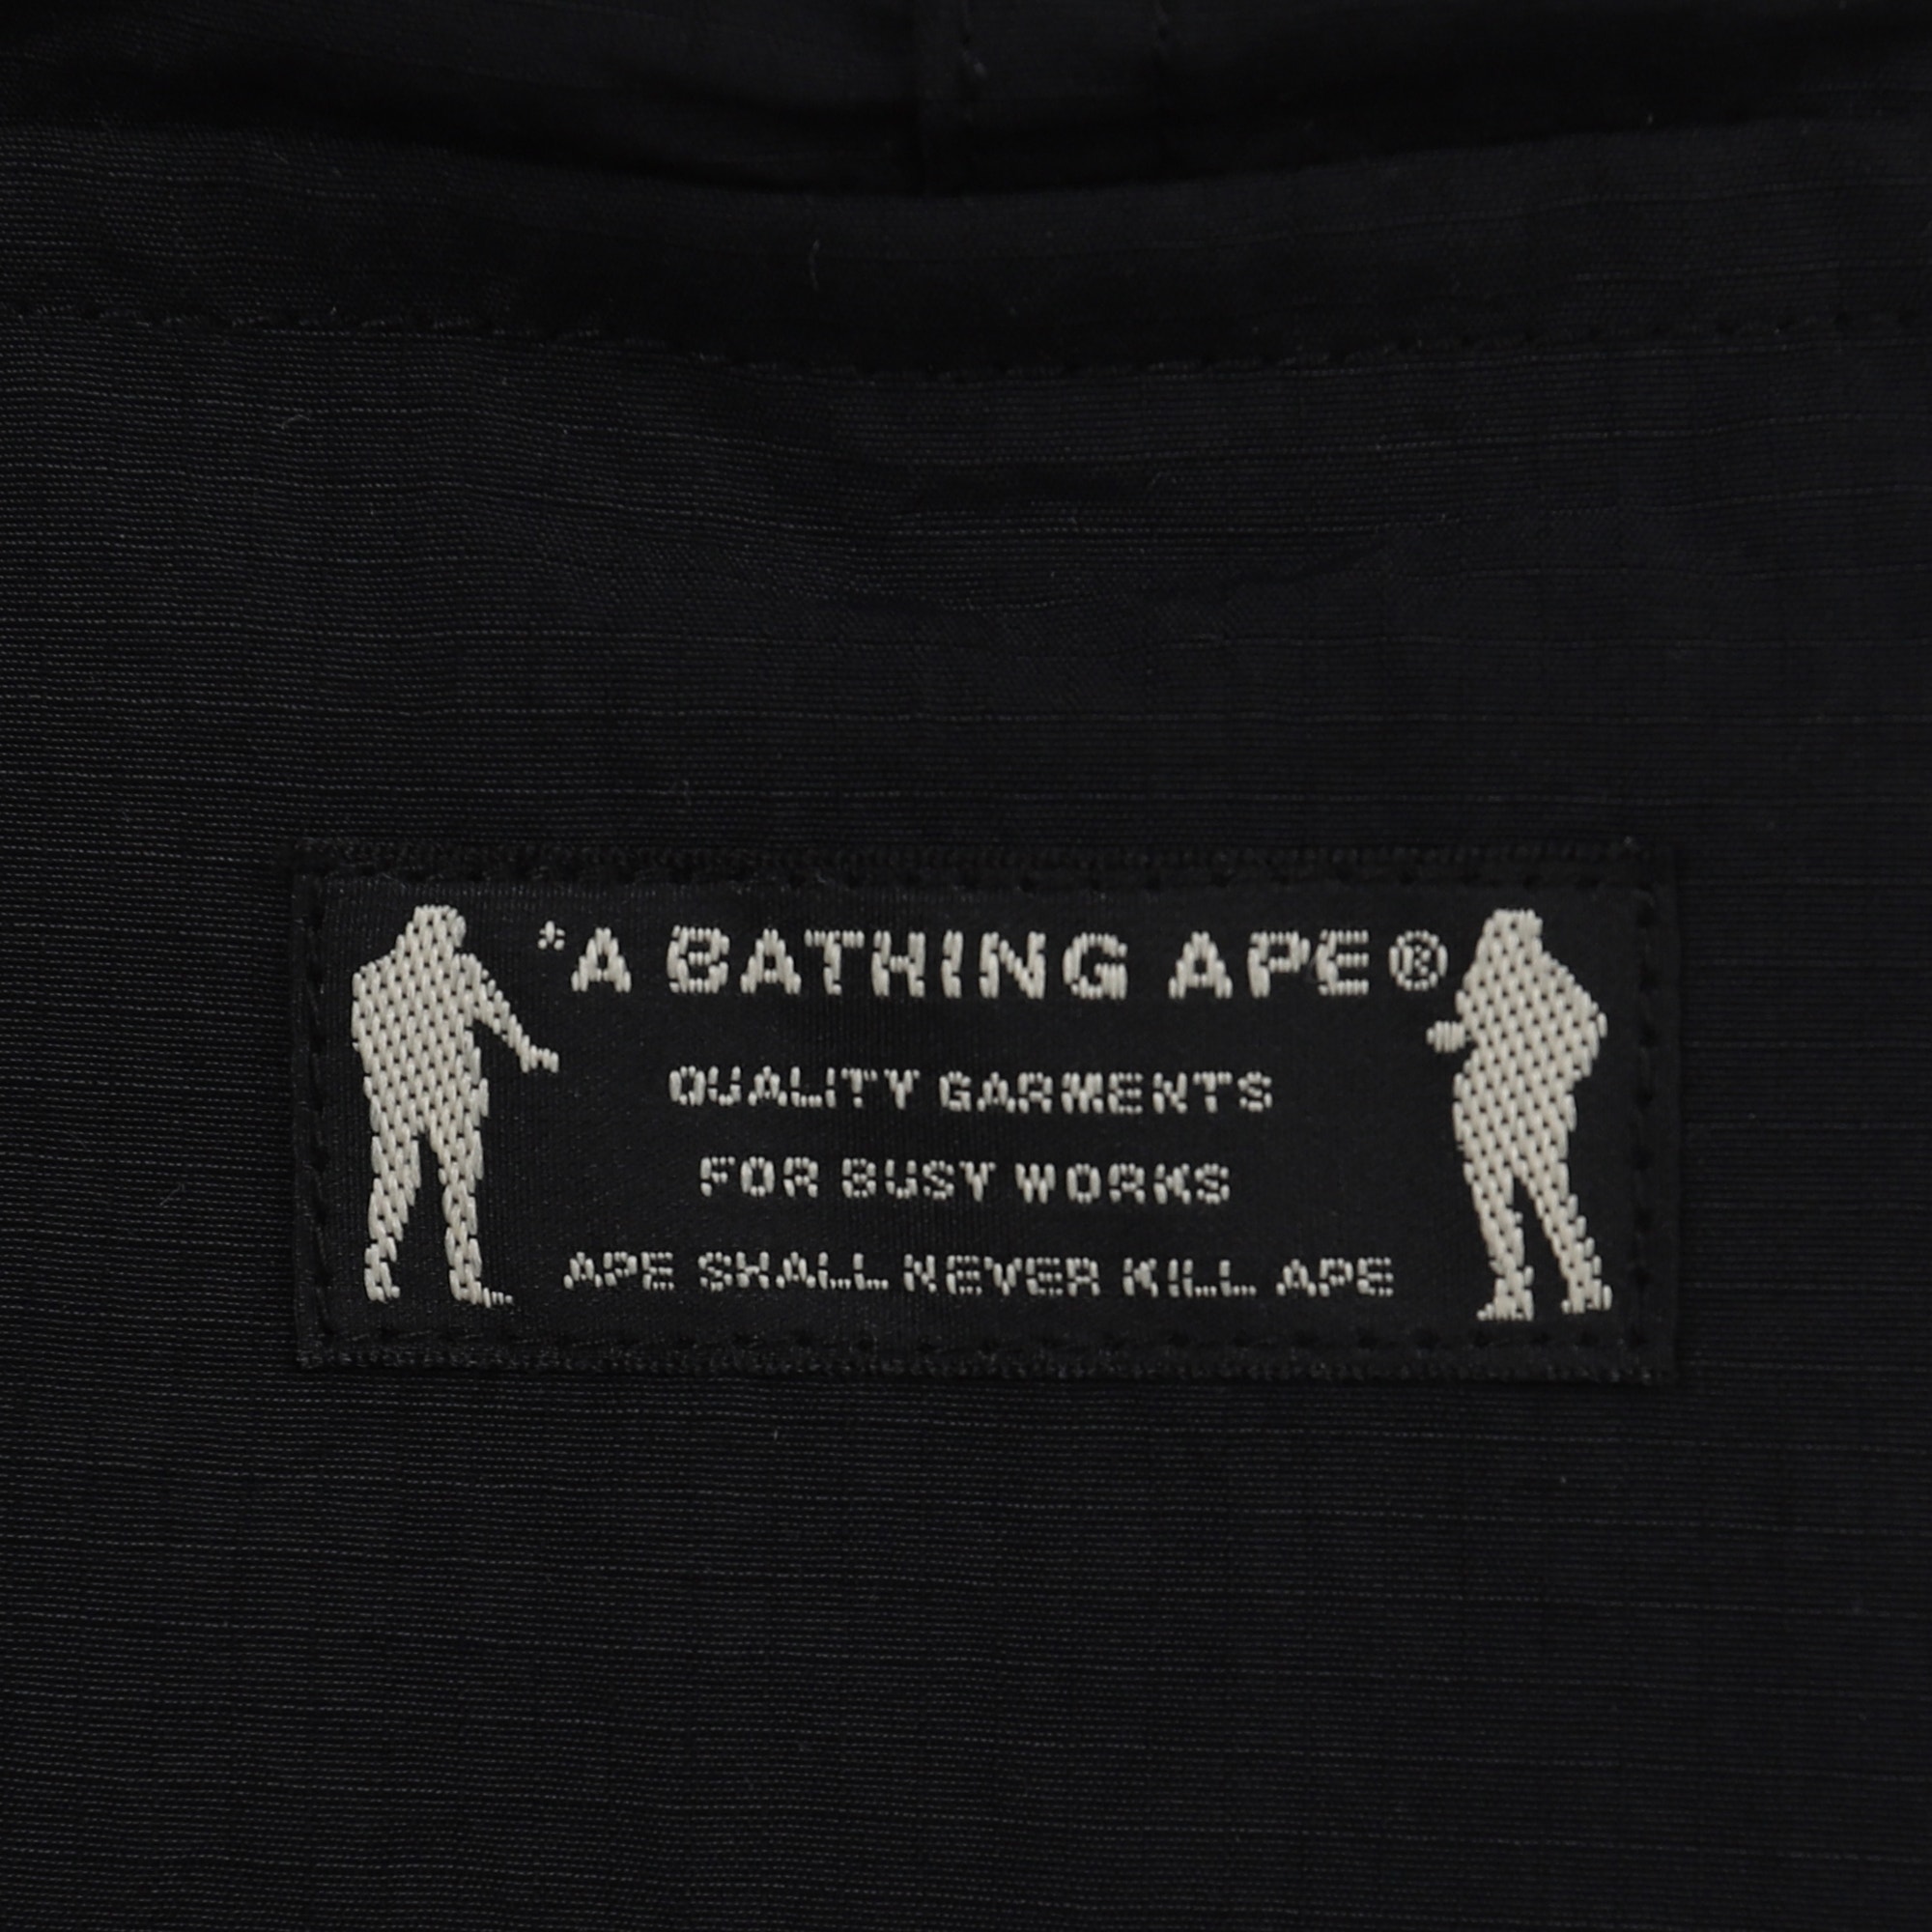 *A BATHING APE®
QUALITY GARMENTS
FOR BUSY WORKS
APE SHALL NEVER KILL APE